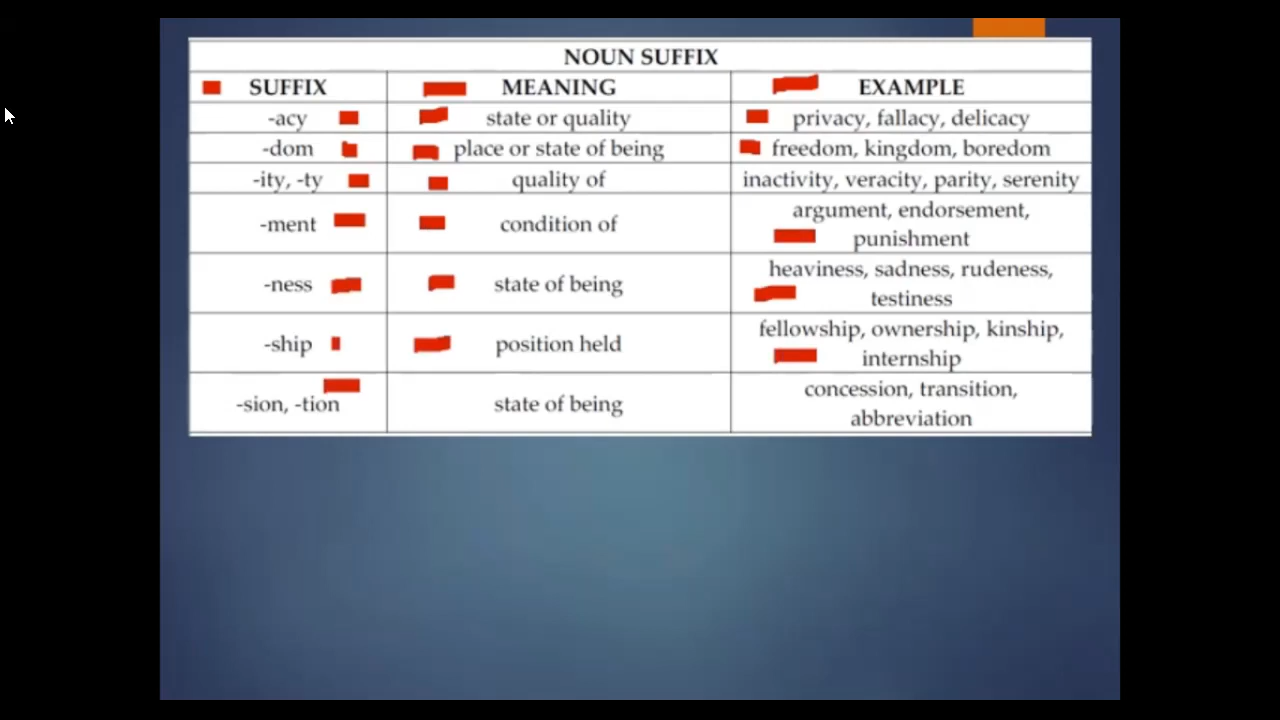 NOUN SUFFIX
SUFFIX MEANING EXAMPLE
-acy state or quality privacy, fallacy, delicacy
-dom place or state of being freedom, kingdom, boredom
-ity, -ty quality of inactivity, veracity, parity, serenity
-ment condition of argument, endorsement,
punishment
-ness state of being heaviness, sadness, rudeness,
testiness
-ship position held fellowship, ownership, kinship,
internship
-sion, -tion state of being concession, transition,
abbreviation